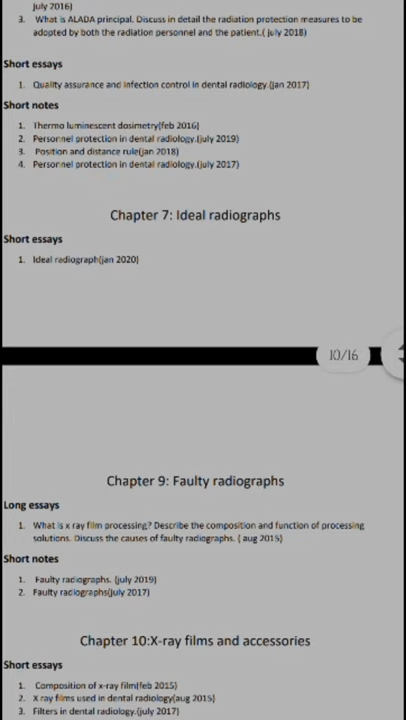 july 2016)
3. What is ALADA principal. Discuss in detail the radiation protection measures to be
adopted by both the radiation personnel and the patient.( july 2018)
Short essays
1. Quality assurance and infection control in dental radiology.(jan 2017)
Short notes
1. Thermo luminescent dosimetry(feb 2016)
2. Personnel protection in dental radiology.(july 2019)
3. Position and distance rule(jan 2018)
4. Personnel protection in dental radiology.(july 2017)
Chapter 7: Ideal radiographs
Short essays
1. Ideal radiograph(jan 2020)
10/16
Chapter 9: Faulty radiographs
Long essays
1. What is x ray film processing? Describe the composition and function of processing
solutions. Discuss the causes of faulty radiographs. ( aug 2015)
Short notes
1. Faulty radiographs. (july 2019)
2. Faulty radiographs(july 2017)
Chapter 10:X-ray films and accessories
Short essays
1. Composition of x-ray film(feb 2015)
2. X ray films used in dental radiology(aug 2015)
3. Filters in dental radiology.(july 2017)